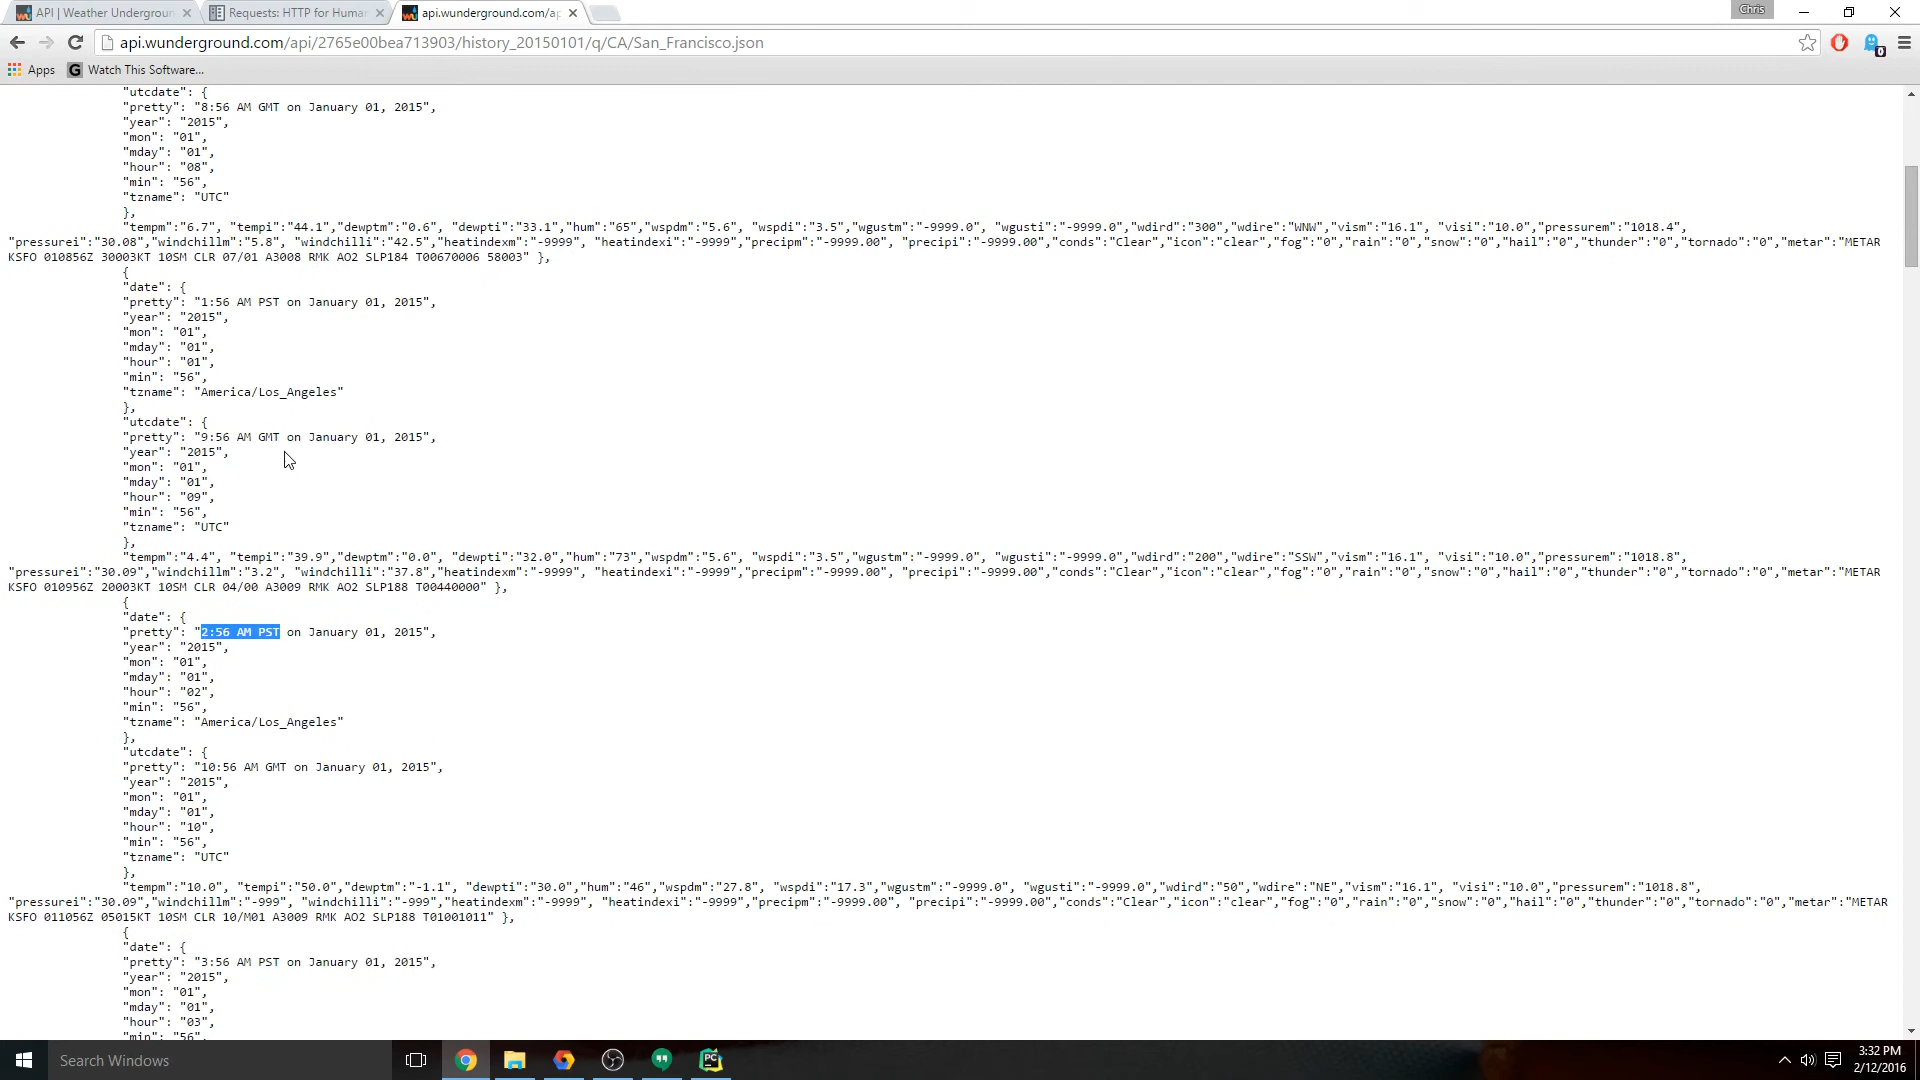 API | Weather Undergroun
Requests: HTTP for Human
api.wunderground.com/ap
Chris
api.wunderground.com/api/2765e00bea713903/history_20150101/q/CA/San_Francisco.json
0
Apps
Watch This Software...
"utcdate": {
"pretty": "8:56 AM GMT on January 01, 2015",
"year": "2015",
"mon": "01",
"mday": "01",
"hour": "08",
"min": "56",
"tzname": "UTC"
},
"tempm":"6.7", "tempi":"44.1","dewptm":"0.6", "dewpti":"33.1","hum":"65","wspdm":"5.6", "wspdi":"3.5","wgustm":"-9999.0", "wgusti":"-9999.0","wdird":"300","wdire":"WNW","vism":"16.1", "visi":"10.0","pressurem":"1018.4",
"pressurei":"30.08","windchillm":"5.8", "windchilli":"42.5","heatindexm":"-9999", "heatindexi":"-9999","precipm":"-9999.00", "precipi":"-9999.00","conds":"Clear","icon":"clear","fog":"0","rain":"0","snow":"0","hail":"0","thunder":"0","tornado":"0","metar":"METAR
KSFO 010856Z 30003KT 10SM CLR 07/01 A3008 RMK AO2 SLP184 T00670006 58003" },
{
"date": {
"pretty": "1:56 AM PST on January 01, 2015",
"year": "2015",
"mon": "01",
"mday": "01",
"hour": "01",
"min": "56",
"tzname": "America/Los_Angeles"
},
"utcdate": {
"pretty": "9:56 AM GMT on January 01, 2015",
"year": "2015",
"mon": "01",
"mday": "01",
"hour": "09",
"min": "56",
"tzname": "UTC"
},
"tempm":"4.4", "tempi":"39.9","dewptm":"0.0", "dewpti":"32.0","hum":"73","wspdm":"5.6", "wspdi":"3.5","wgustm":"-9999.0", "wgusti":"-9999.0","wdird":"200","wdire":"SSW","vism":"16.1", "visi":"10.0","pressurem":"1018.8",
"pressurei":"30.09","windchillm":"3.2", "windchilli":"37.8","heatindexm":"-9999", "heatindexi":"-9999","precipm":"-9999.00", "precipi":"-9999.00","conds":"Clear","icon":"clear","fog":"0","rain":"0","snow":"0","hail":"0","thunder":"0","tornado":"0","metar":"METAR
KSFO 010956Z 20003KT 10SM CLR 04/00 A3009 RMK AO2 SLP188 T00440000" },
{
"date": {
"pretty": "2:56 AM PST on January 01, 2015",
"year": "2015",
"mon": "01",
"mday": "01",
"hour": "02",
"min": "56",
"tzname": "America/Los_Angeles"
},
"utcdate": {
"pretty": "10:56 AM GMT on January 01, 2015",
"year": "2015",
"mon": "01",
"mday": "01",
"hour": "10",
"min": "56",
"tzname": "UTC"
},
"tempm":"10.0", "tempi":"50.0","dewptm":"-1.1", "dewpti":"30.0","hum":"46","wspdm":"27.8", "wspdi":"17.3","wgustm":"-9999.0", "wgusti":"-9999.0","wdird":"50","wdire":"NE","vism":"16.1", "visi":"10.0","pressurem":"1018.8",
"pressurei":"30.09","windchillm":"-999", "windchilli":"-999","heatindexm":"-9999", "heatindexi":"-9999","precipm":"-9999.00", "precipi":"-9999.00","conds":"Clear","icon":"clear","fog":"0","rain":"0","snow":"0","hail":"0","thunder":"0","tornado":"0","metar":"METAR
KSFO 011056Z 05015KT 10SM CLR 10/M01 A3009 RMK AO2 SLP188 T01001011" },
{
"date": {
"pretty": "3:56 AM PST on January 01, 2015",
"year": "2015",
"mon": "01",
"mday": "01",
"hour": "03",
"min": "56",
Search Windows
PC
3:32 PM
2/12/2016